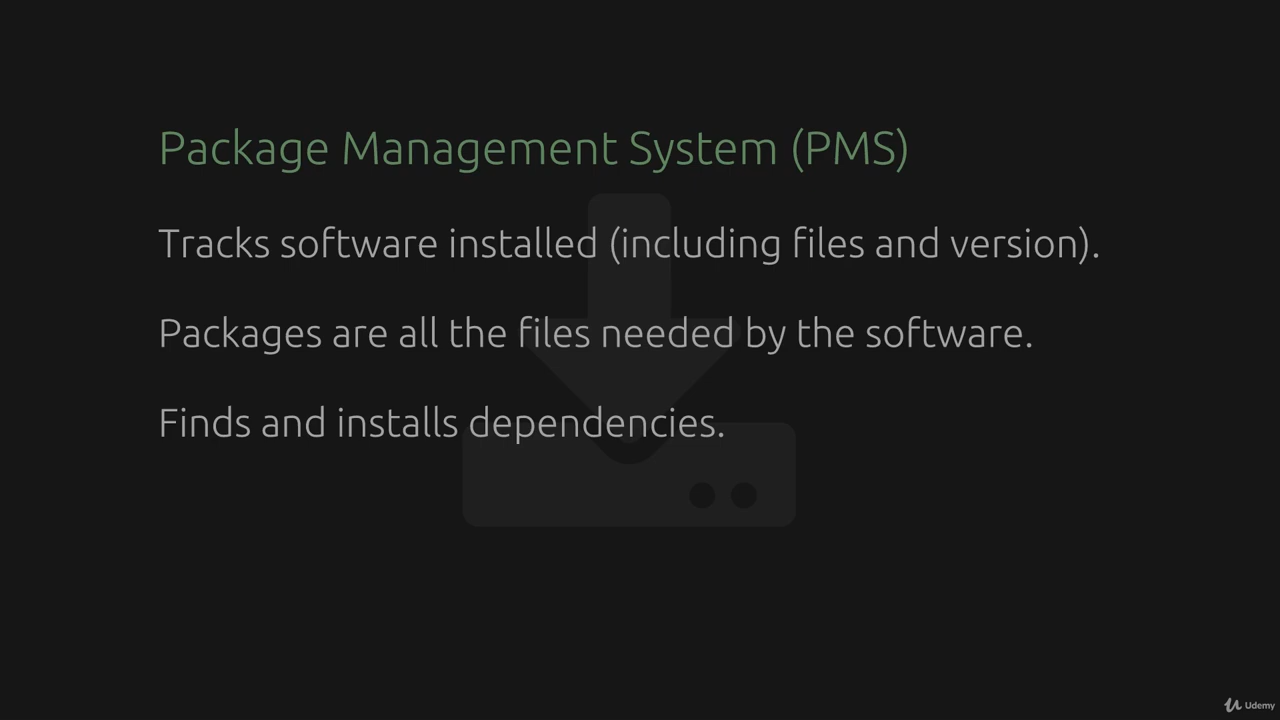 Package Management System (PMS)
Tracks software installed (including files and version).
Packages are all the files needed by the software.
Finds and installs dependencies.
Udemy